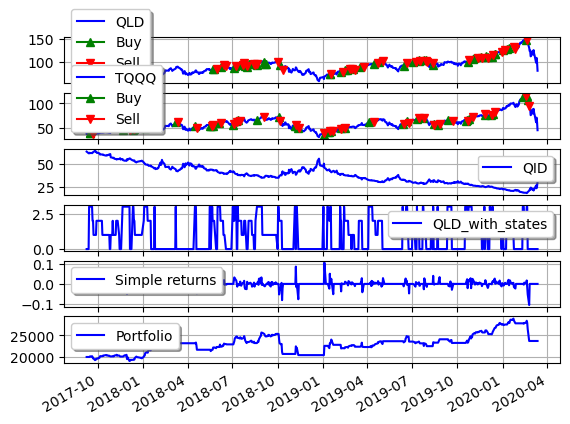 QLD
Buy
Sell
150
100
TQQQ
Buy
Sell
100
50
QID
50
25
QLD_with_states
2.5
0.0
Simple returns
0.1
0.0
−0.1
Portfolio
25000
20000
2017-10
2018-01
2018-04
2018-07
2018-10
2019-01
2019-04
2019-07
2019-10
2020-01
2020-04